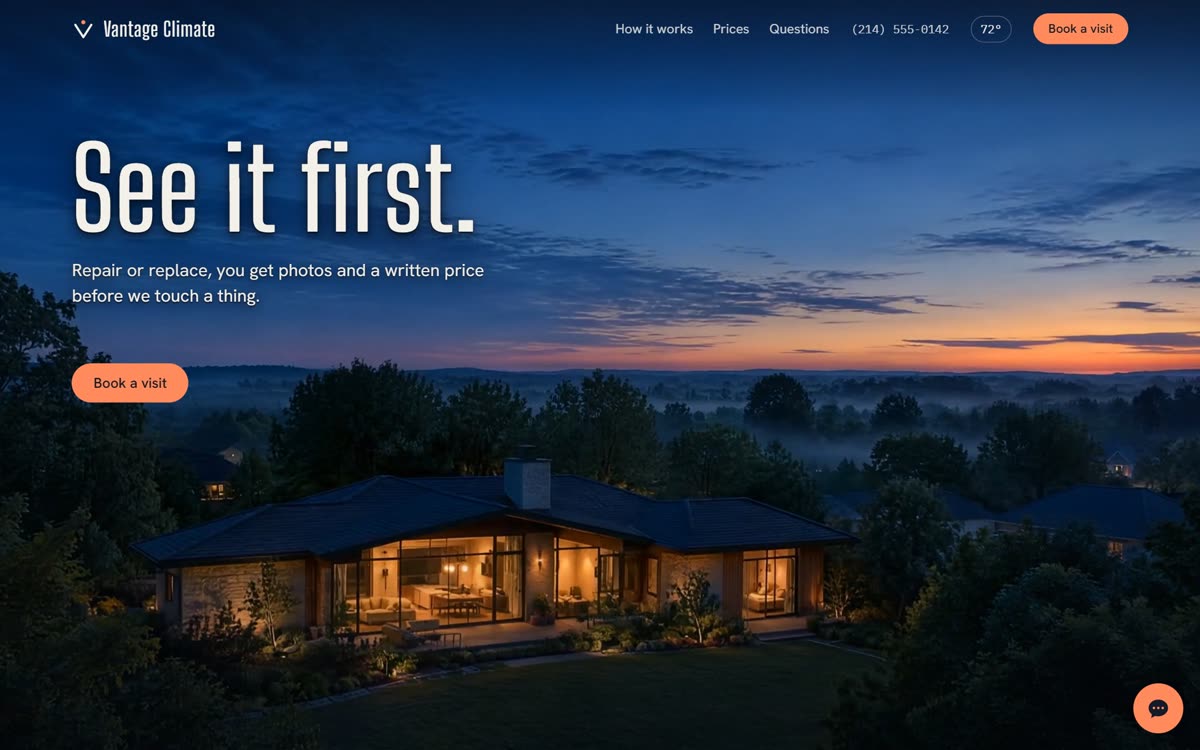 Vantage Climate
How it works
Prices
Questions
(214) 555-0142
72°
Book a visit
See it first.
Repair or replace, you get photos and a written price
before we touch a thing.
Book a visit